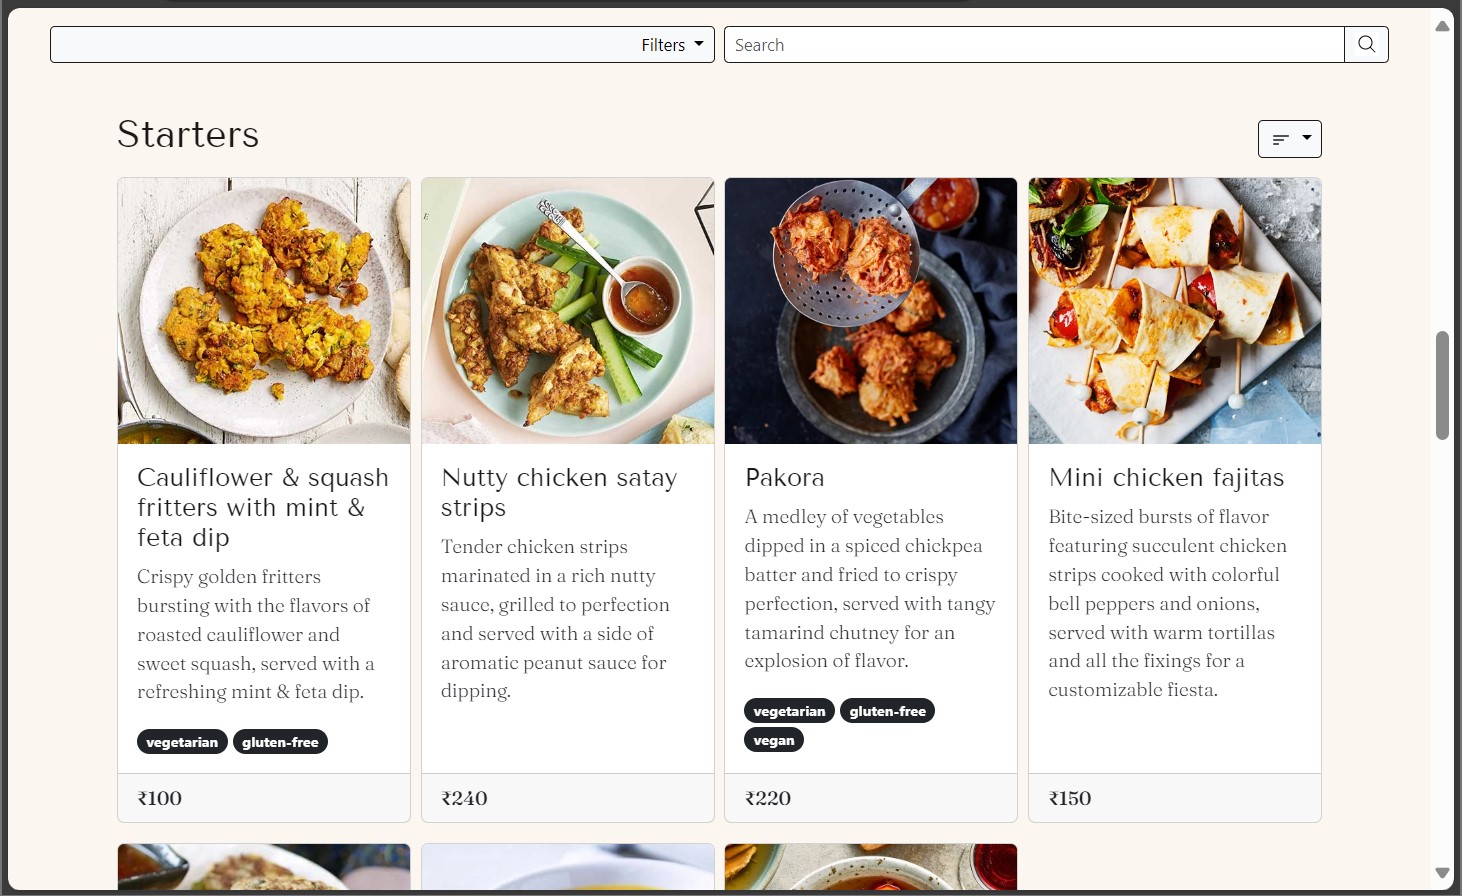 Filters
Search
Starters
Cauliflower & squash
fritters with mint &
feta dip
Crispy golden fritters
bursting with the flavors of
roasted cauliflower and
sweet squash, served with a
refreshing mint & feta dip.
vegetarian gluten-free
₹100
Nutty chicken satay
strips
Tender chicken strips
marinated in a rich nutty
sauce, grilled to perfection
and served with a side of
aromatic peanut sauce for
dipping.
₹240
Pakora
A medley of vegetables
dipped in a spiced chickpea
batter and fried to crispy
perfection, served with tangy
tamarind chutney for an
explosion of flavor.
vegetarian gluten-free
vegan
₹220
Mini chicken fajitas
Bite-sized bursts of flavor
featuring succulent chicken
strips cooked with colorful
bell peppers and onions,
served with warm tortillas
and all the fixings for a
customizable fiesta.
₹150